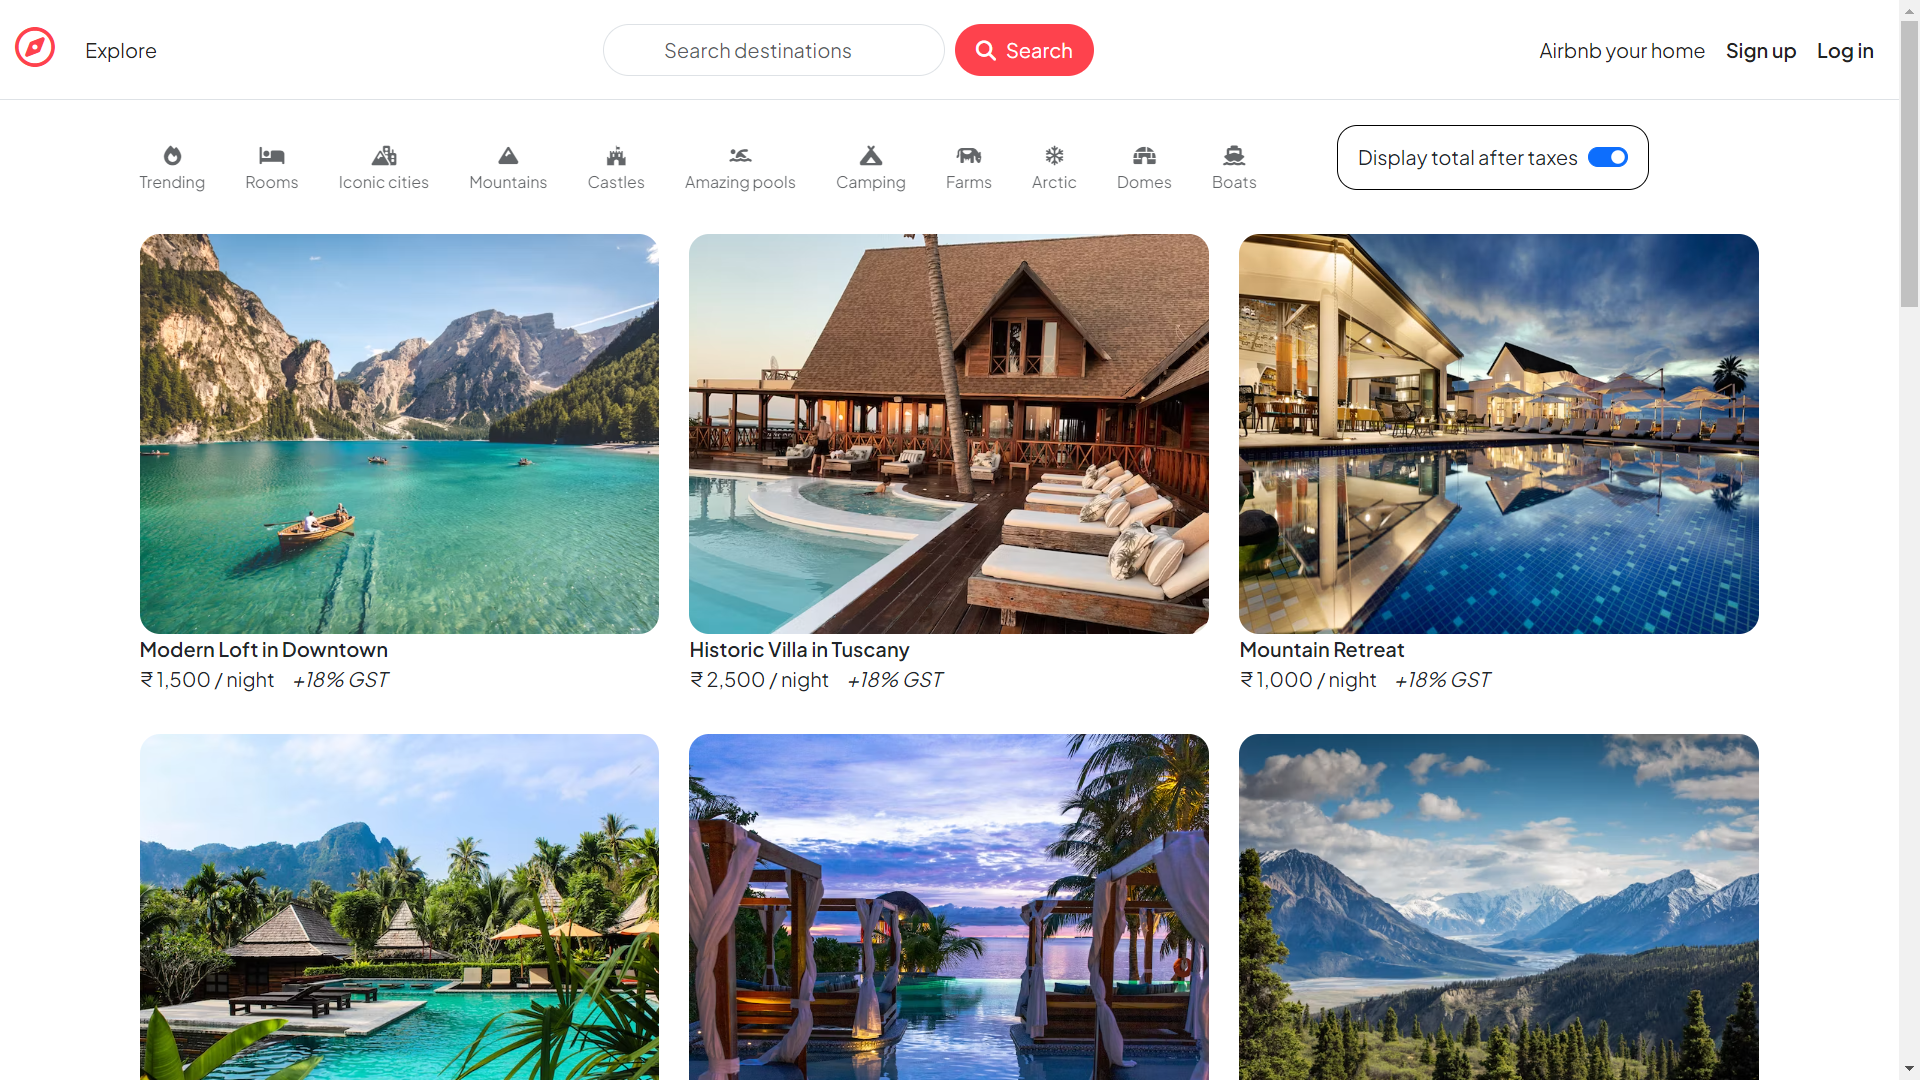 Explore
Search destinations
Search
Airbnb your home
Sign up
Log in
Trending
Rooms
Iconic cities
Mountains
Castles
Amazing pools
Camping
Farms
Arctic
Domes
Boats
Display total after taxes
Modern Loft in Downtown
₹ 1,500 / night +18% GST
Historic Villa in Tuscany
₹ 2,500 / night +18% GST
Mountain Retreat
₹ 1,000 / night +18% GST